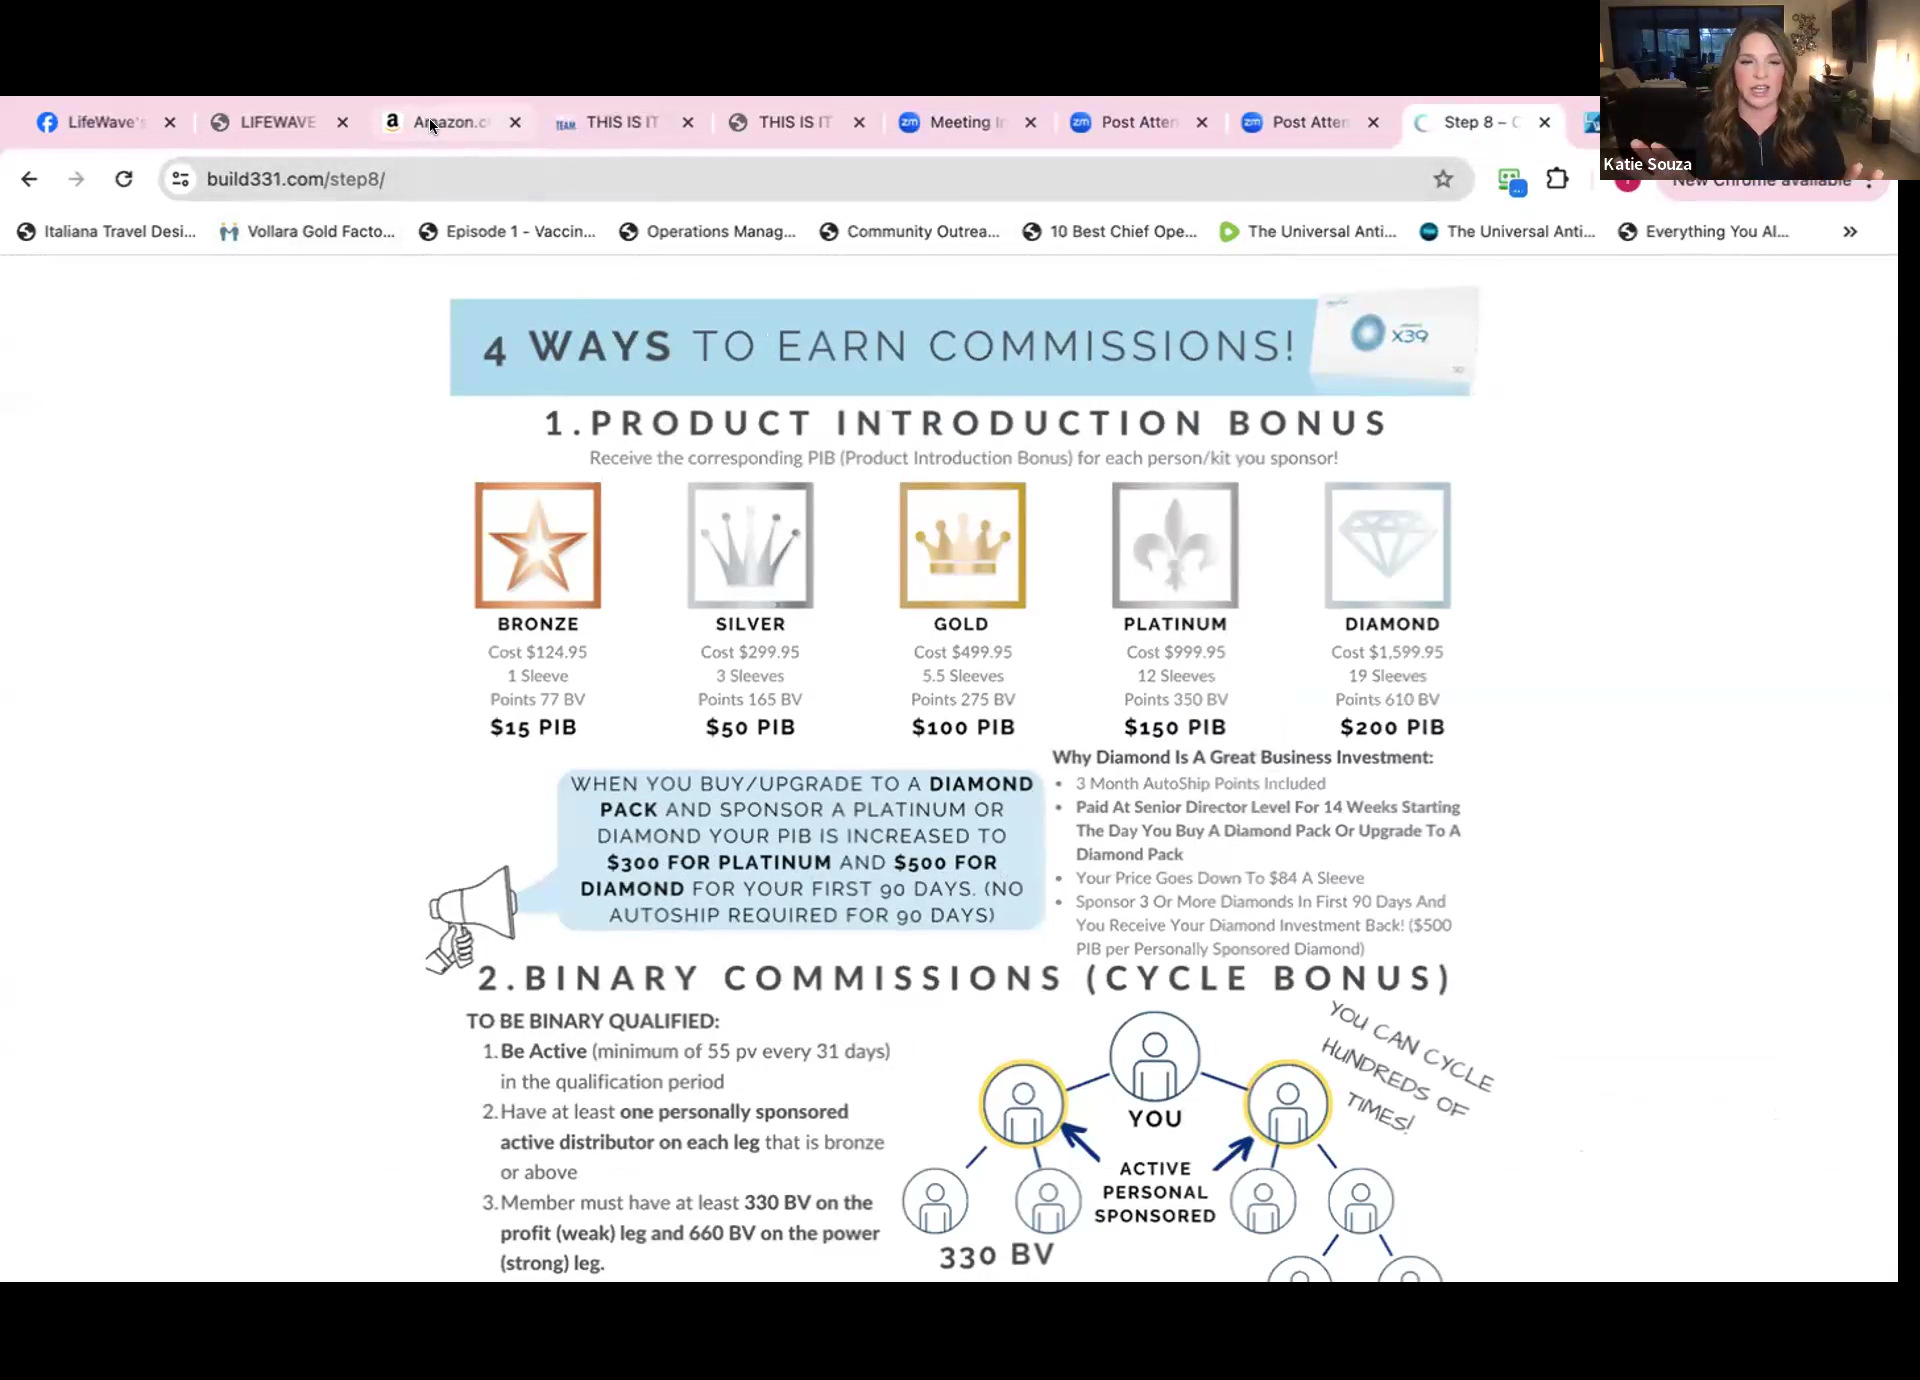 LifeWave's
LIFEWAVE
Amazon.c
TEAM THIS IS IT
THIS IS IT
zm Meeting I
zm Post Atten
zm Post Atten
Step 8 – C
Katie Souza
build331.com/step8/
New Chrome available
Italiana Travel Desi...
Vollara Gold Facto...
Episode 1 - Vaccin...
Operations Manag...
Community Outrea...
10 Best Chief Ope...
The Universal Anti...
The Universal Anti...
Everything You Al...
4 WAYS TO EARN COMMISSIONS!
X39
1.PRODUCT INTRODUCTION BONUS
Receive the corresponding PIB (Product Introduction Bonus) for each person/kit you sponsor!
BRONZE
Cost $124.95
1 Sleeve
Points 77 BV
$15 PIB
SILVER
Cost $299.95
3 Sleeves
Points 165 BV
$50 PIB
GOLD
Cost $499.95
5.5 Sleeves
Points 275 BV
$100 PIB
PLATINUM
Cost $999.95
12 Sleeves
Points 350 BV
$150 PIB
DIAMOND
Cost $1,599.95
19 Sleeves
Points 610 BV
$200 PIB
WHEN YOU BUY/UPGRADE TO A DIAMOND
PACK AND SPONSOR A PLATINUM OR
DIAMOND YOUR PIB IS INCREASED TO
$300 FOR PLATINUM AND $500 FOR
DIAMOND FOR YOUR FIRST 90 DAYS. (NO
AUTOSHIP REQUIRED FOR 90 DAYS)
Why Diamond Is A Great Business Investment:
• 3 Month AutoShip Points Included
• Paid At Senior Director Level For 14 Weeks Starting
The Day You Buy A Diamond Pack Or Upgrade To A
Diamond Pack
• Your Price Goes Down To $84 A Sleeve
• Sponsor 3 Or More Diamonds In First 90 Days And
You Receive Your Diamond Investment Back! ($500
PIB per Personally Sponsored Diamond)
2.BINARY COMMISSIONS (CYCLE BONUS)
TO BE BINARY QUALIFIED:
1.Be Active (minimum of 55 pv every 31 days)
in the qualification period
2.Have at least one personally sponsored
active distributor on each leg that is bronze
or above
3.Member must have at least 330 BV on the
profit (weak) leg and 660 BV on the power
(strong) leg.
YOU
ACTIVE
PERSONAL
SPONSORED
330 BV
YOU CAN CYCLE
HUNDREDS OF
TIMES!